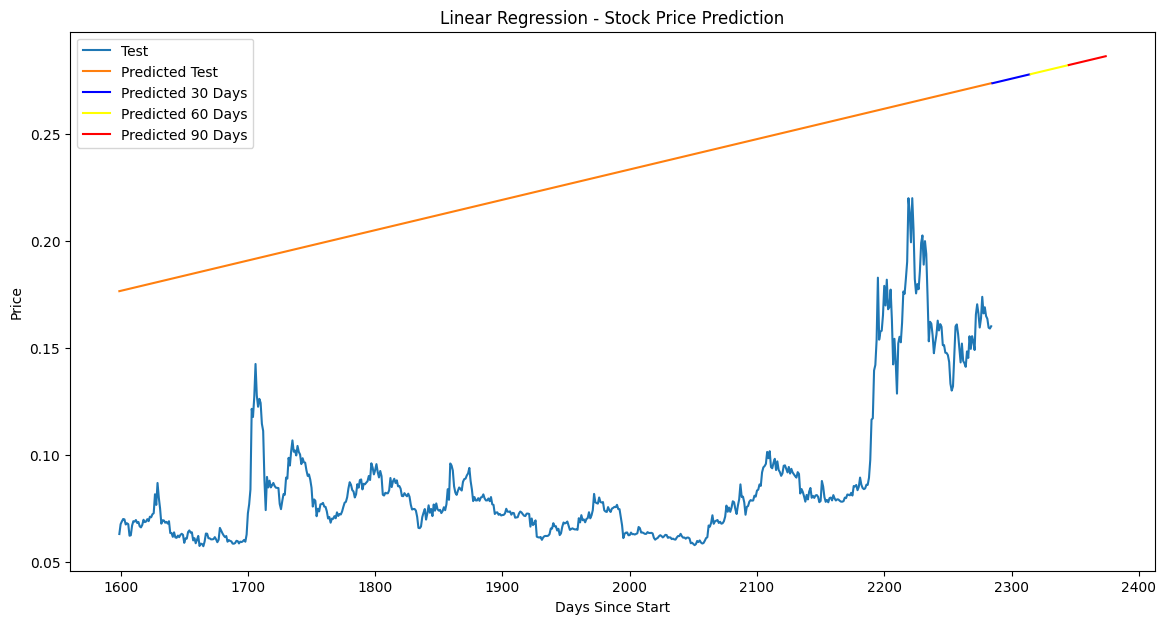 Linear Regression - Stock Price Prediction
Test
Predicted Test
Predicted 30 Days
Predicted 60 Days
Predicted 90 Days
Price
0.25
0.20
0.15
0.10
0.05
1600 1700 1800 1900 2000 2100 2200 2300 2400
Days Since Start